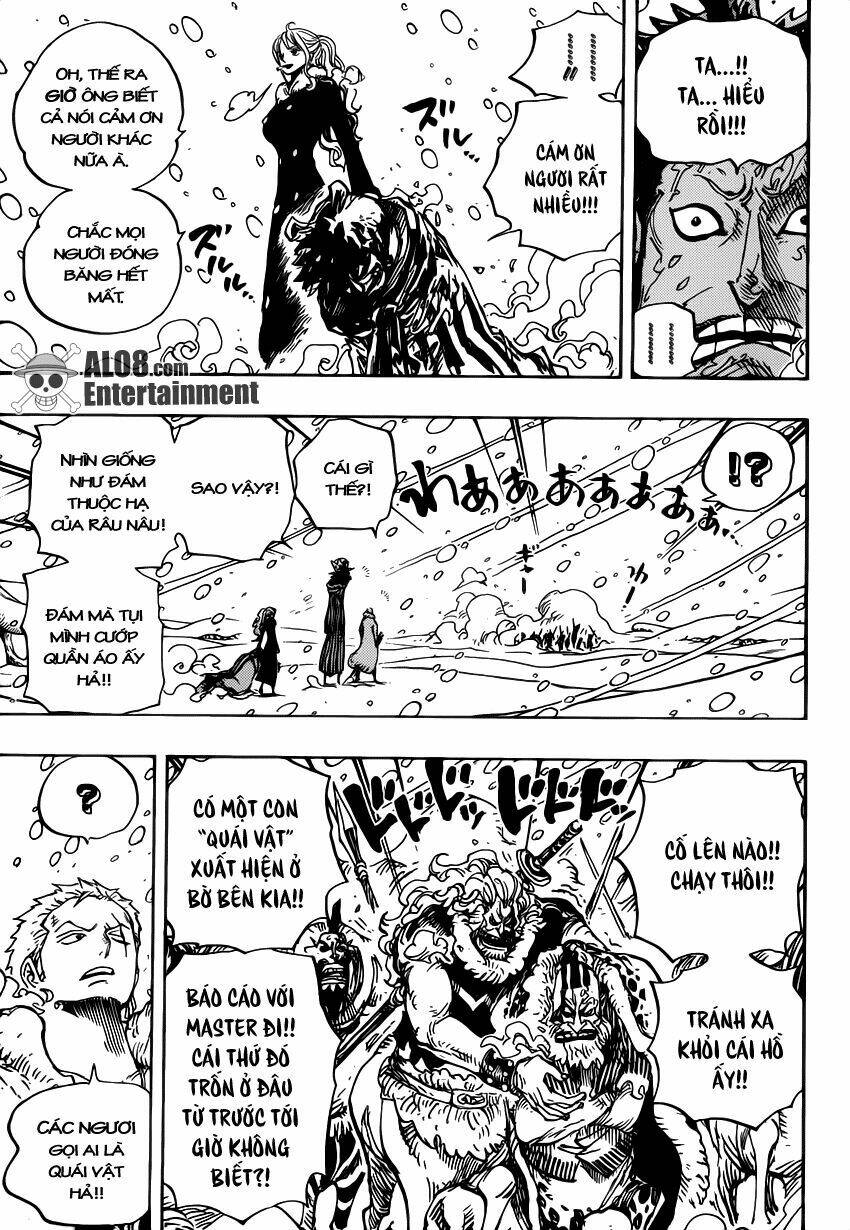 TA...!!
TA... HIỂU
RỒI!!!
CÁM ƠN
NGƯỜI RẤT
NHIỀU!!!
OH, THẾ RA
GIỜ ÔNG BIẾT
CẢ NÓI CẢM ƠN
NGƯỜI KHÁC
NỮA À.
CHẮC MỌI
NGƯỜI ĐÓNG
BĂNG HẾT
MẤT.
ズル...
ズル...
AL08.com
Entertainment
!?
わああああああ...
CÁI GÌ
THẾ?!
SAO VẬY?!
NHÌN GIỐNG
NHƯ ĐÁM
THUỘC HẠ
CỦA RÂU NÂU!
ĐÁM MÀ TỤI
MÌNH CƯỚP
QUẦN ÁO ẤY
HẢ!!
ドドドドド
CỐ LÊN NÀO!!
CHẠY THÔI!!
TRÁNH XA
KHỎI CÁI HỒ
ẤY!!
CÓ MỘT CON
“QUÁI VẬT”
XUẤT HIỆN Ở
BỜ BÊN KIA!!
BÁO CÁO VỚI
MASTER ĐI!!
CÁI THỨ ĐÓ
TRỐN Ở ĐÂU
TỪ TRƯỚC TỚI
GIỜ KHÔNG
BIẾT?!
?
CÁC NGƯƠI
GỌI AI LÀ
QUÁI VẬT
HẢ!!